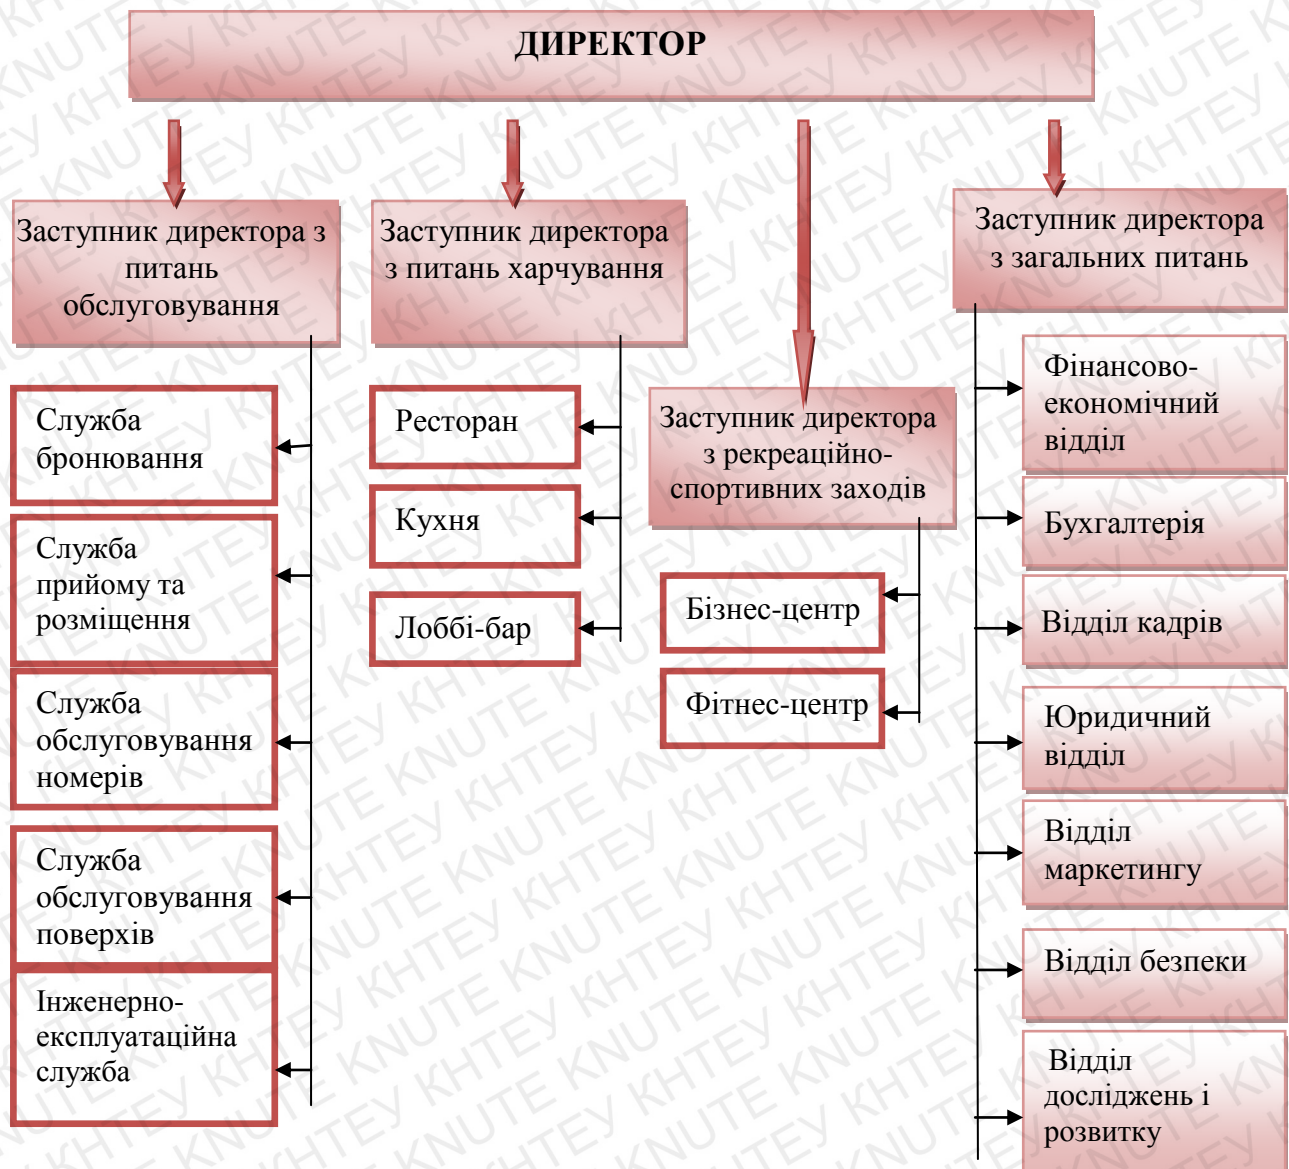 ДИРЕКТОР
Заступник директора з
питань
обслуговування
Служба
бронювання
Служба
прийому та
розміщення
Служба
обслуговування
номерів
Служба
обслуговування
поверхів
Інженерно-
експлуатаційна
служба
Заступник директора
з питань харчування
Ресторан
Кухня
Лоббі-бар
Заступник директора
з рекреаційно-
спортивних заходів
Бізнес-центр
Фітнес-центр
Заступник директора
з загальних питань
Фінансово-
економічний
відділ
Бухгалтерія
Відділ кадрів
Юридичний
відділ
Відділ
маркетингу
Відділ безпеки
Відділ
досліджень і
розвитку
КНТЕУ KNUTE